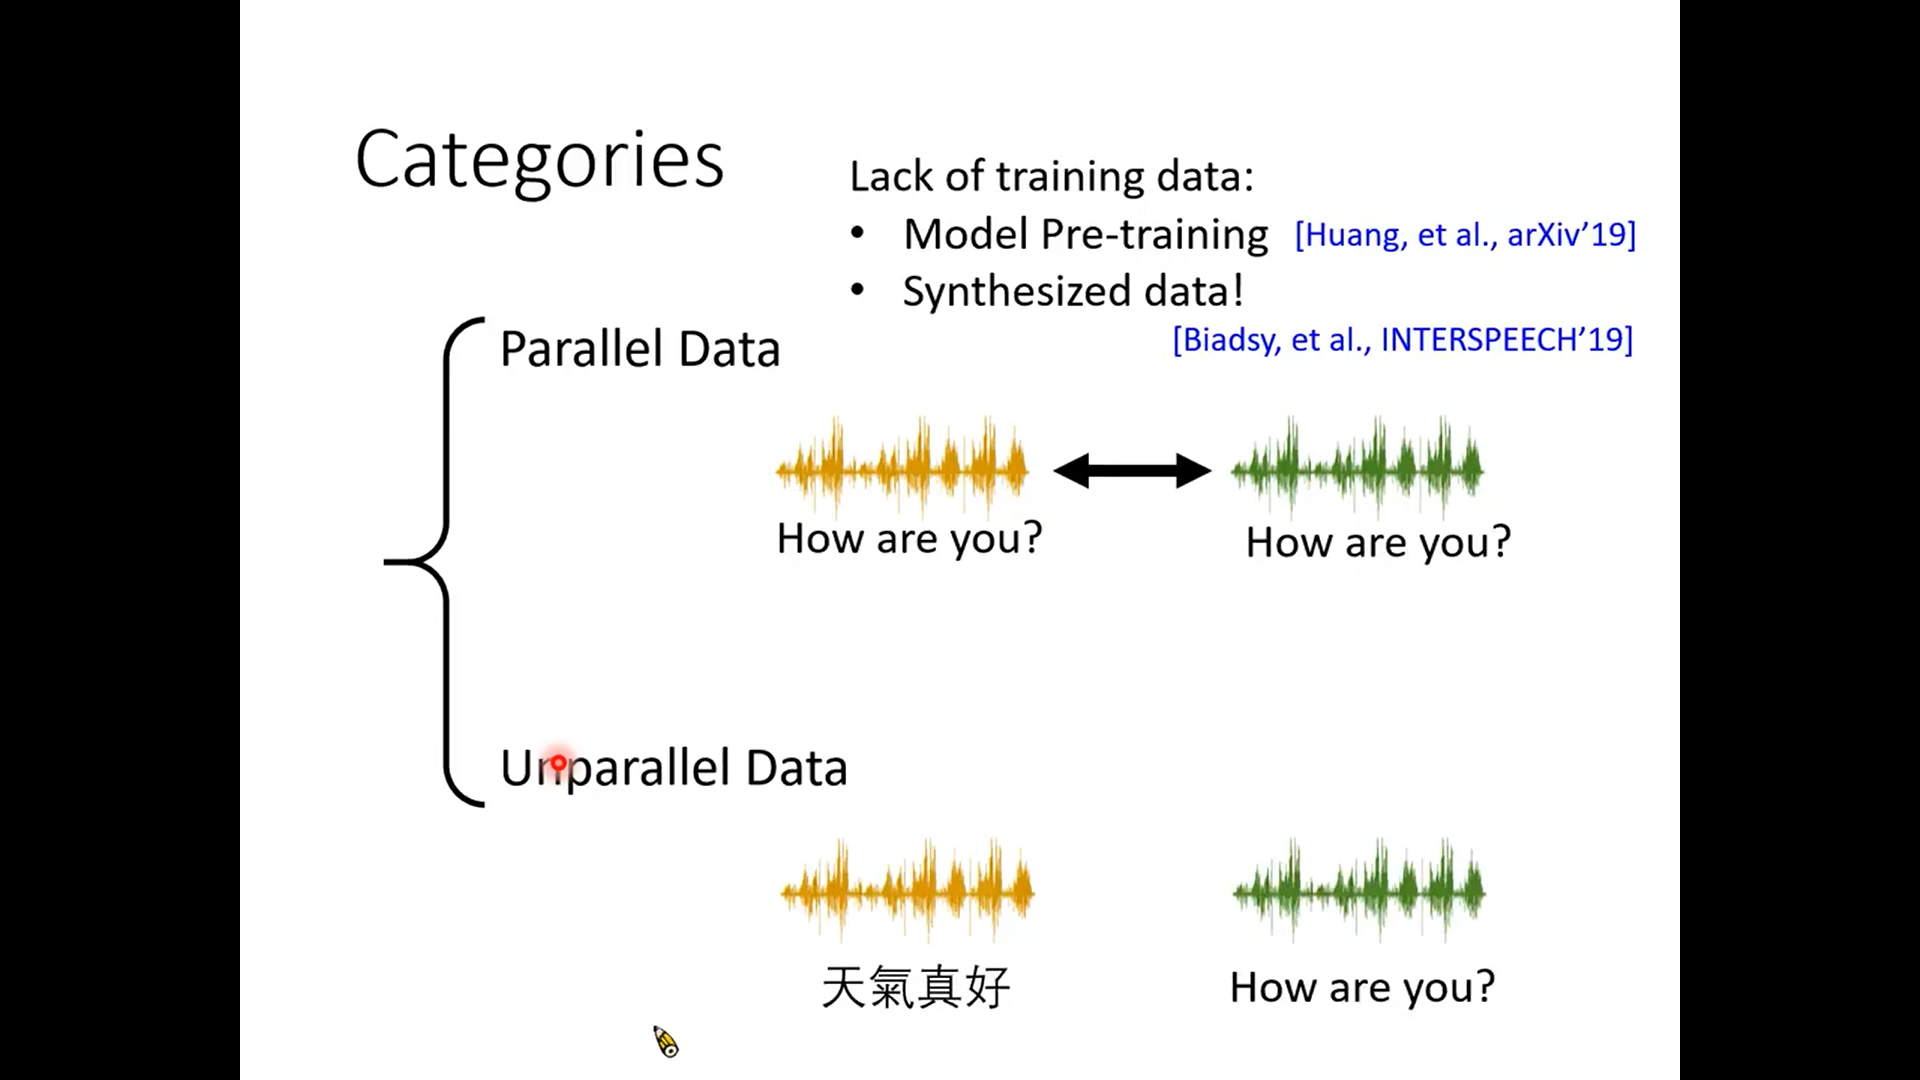 Categories
Lack of training data:
• Model Pre-training [Huang, et al., arXiv’19]
• Synthesized data!
[Biadsy, et al., INTERSPEECH’19]
Parallel Data
How are you? How are you?
Unparallel Data
天氣真好 How are you?